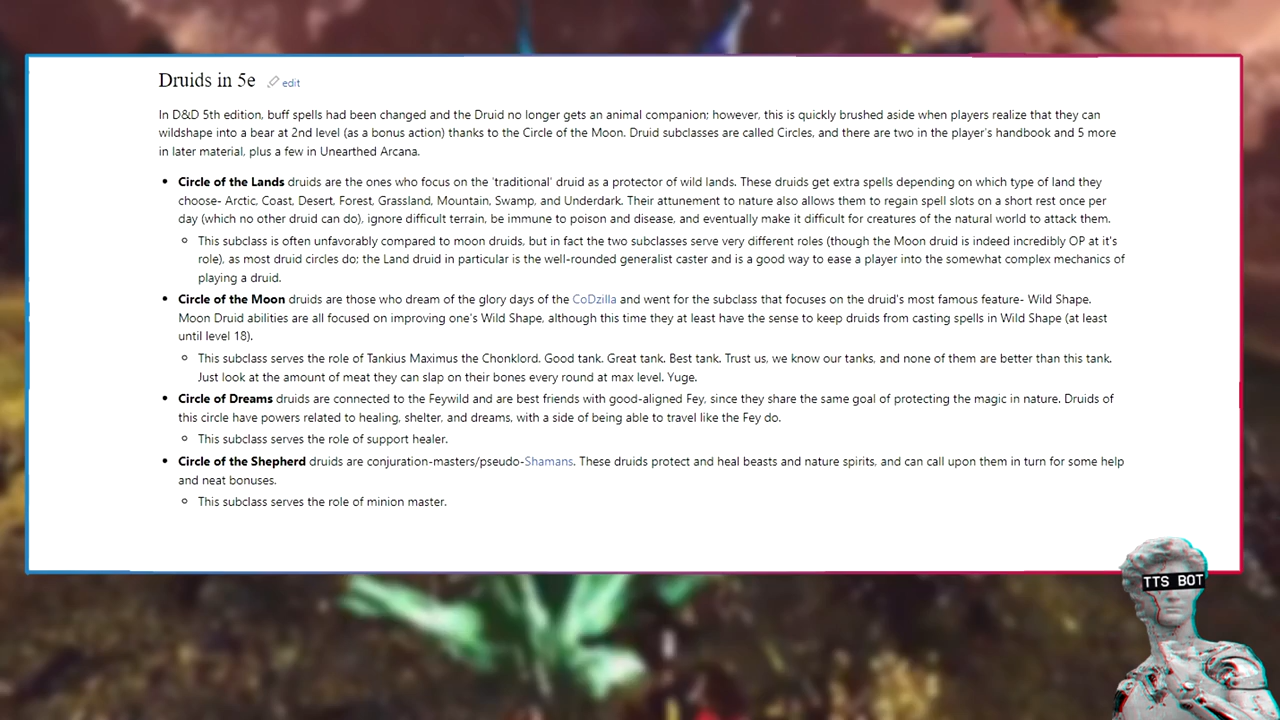 Druids in 5e edit
In D&D 5th edition, buff spells had been changed and the Druid no longer gets an animal companion; however, this is quickly brushed aside when players realize that they can
wildshape into a bear at 2nd level (as a bonus action) thanks to the Circle of the Moon. Druid subclasses are called Circles, and there are two in the player's handbook and 5 more
in later material, plus a few in Unearthed Arcana.
• Circle of the Lands druids are the ones who focus on the 'traditional' druid as a protector of wild lands. These druids get extra spells depending on which type of land they
choose- Arctic, Coast, Desert, Forest, Grassland, Mountain, Swamp, and Underdark. Their attunement to nature also allows them to regain spell slots on a short rest once per
day (which no other druid can do), ignore difficult terrain, be immune to poison and disease, and eventually make it difficult for creatures of the natural world to attack them.
◦ This subclass is often unfavorably compared to moon druids, but in fact the two subclasses serve very different roles (though the Moon druid is indeed incredibly OP at it's
role), as most druid circles do; the Land druid in particular is the well-rounded generalist caster and is a good way to ease a player into the somewhat complex mechanics of
playing a druid.
• Circle of the Moon druids are those who dream of the glory days of the CoDzilla and went for the subclass that focuses on the druid's most famous feature- Wild Shape.
Moon Druid abilities are all focused on improving one's Wild Shape, although this time they at least have the sense to keep druids from casting spells in Wild Shape (at least
until level 18).
◦ This subclass serves the role of Tankius Maximus the Chonklord. Good tank. Great tank. Best tank. Trust us, we know our tanks, and none of them are better than this tank.
Just look at the amount of meat they can slap on their bones every round at max level. Yuge.
• Circle of Dreams druids are connected to the Feywild and are best friends with good-aligned Fey, since they share the same goal of protecting the magic in nature. Druids of
this circle have powers related to healing, shelter, and dreams, with a side of being able to travel like the Fey do.
◦ This subclass serves the role of support healer.
• Circle of the Shepherd druids are conjuration-masters/pseudo-Shamans. These druids protect and heal beasts and nature spirits, and can call upon them in turn for some help
and neat bonuses.
◦ This subclass serves the role of minion master.
TTS BOT